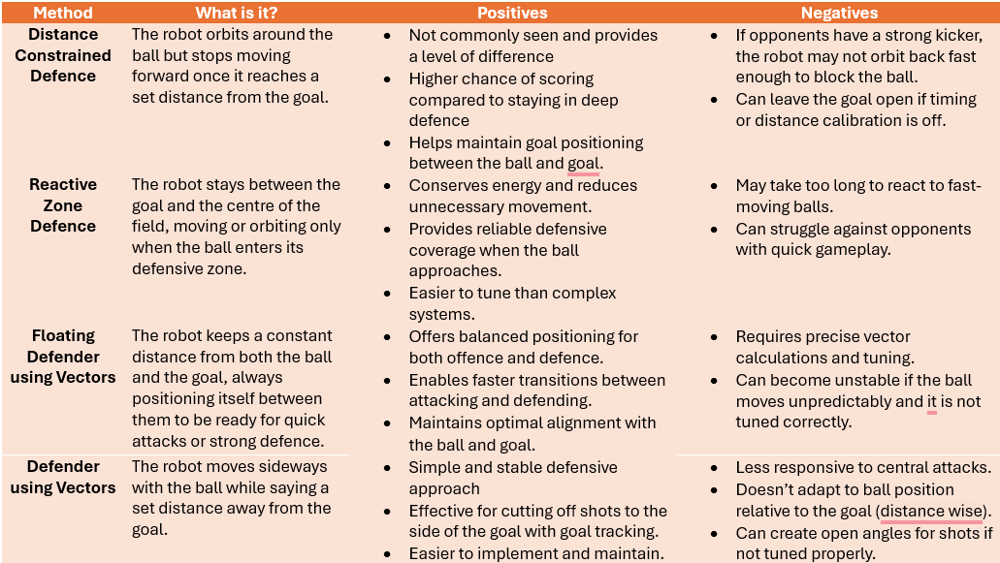 Method What is it? Positives Negatives
Distance
Constrained
Defence
The robot orbits around the
ball but stops moving
forward once it reaches a
set distance from the goal.
• Not commonly seen and provides
a level of difference
• Higher chance of scoring
compared to staying in deep
defence
• Helps maintain goal positioning
between the ball and goal.
• If opponents have a strong kicker,
the robot may not orbit back fast
enough to block the ball.
• Can leave the goal open if timing
or distance calibration is off.
Reactive
Zone
Defence
The robot stays between the
goal and the centre of the
field, moving or orbiting only
when the ball enters its
defensive zone.
• Conserves energy and reduces
unnecessary movement.
• Provides reliable defensive
coverage when the ball
approaches.
• Easier to tune than complex
systems.
• May take too long to react to fast-
moving balls.
• Can struggle against opponents
with quick gameplay.
Floating
Defender
using Vectors
The robot keeps a constant
distance from both the ball
and the goal, always
positioning itself between
them to be ready for quick
attacks or strong defence.
• Offers balanced positioning for
both offence and defence.
• Enables faster transitions between
attacking and defending.
• Maintains optimal alignment with
the ball and goal.
• Requires precise vector
calculations and tuning.
• Can become unstable if the ball
moves unpredictably and it is not
tuned correctly.
Defender
using Vectors
The robot moves sideways
with the ball while saying a
set distance away from the
goal.
• Simple and stable defensive
approach
• Effective for cutting off shots to the
side of the goal with goal tracking.
• Easier to implement and maintain.
• Less responsive to central attacks.
• Doesn’t adapt to ball position
relative to the goal (distance wise).
• Can create open angles for shots if
not tuned properly.